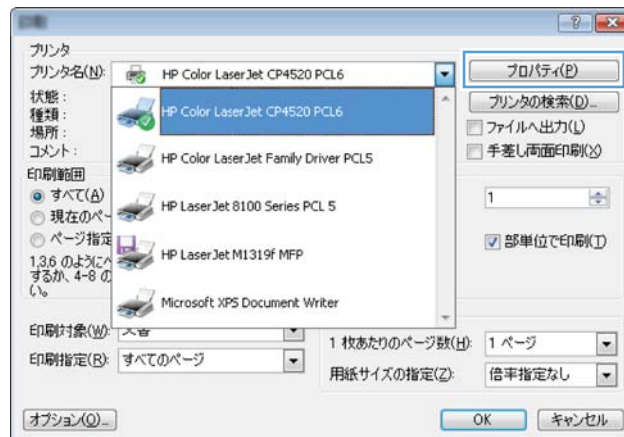 プリンタ
プリンタ名(N):
HP Color LaserJet CP4520 PCL6
プロパティ(P)
状態 :
種類 :
場所 :
コメント :
HP Color LaserJet CP4520 PCL6
HP Color LaserJet Family Driver PCL5
HP LaserJet 8100 Series PCL 5
HP LaserJet M1319f MFP
Microsoft XPS Document Writer
プリンタの検索(D)...
ファイルへ出力(L)
手差し両面印刷(X)
印刷範囲
すべて(A)
現在のペー
ページ指定
1,3,6 のように
するか、4-8 の
い。
1
部単位で印刷(T)
印刷対象(W):
印刷指定(R):
すべてのページ
1 枚あたりのページ数(H):
1 ページ
用紙サイズの指定(Z):
倍率指定なし
オプション(O)...
OK
キャンセル